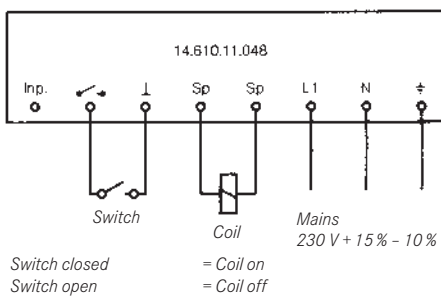 14.610.11.048
Inp. ⊥ Sp Sp L1 N ⏚
Switch
Coil
Mains
230 V + 15 % – 10 %
Switch closed = Coil on
Switch open = Coil off